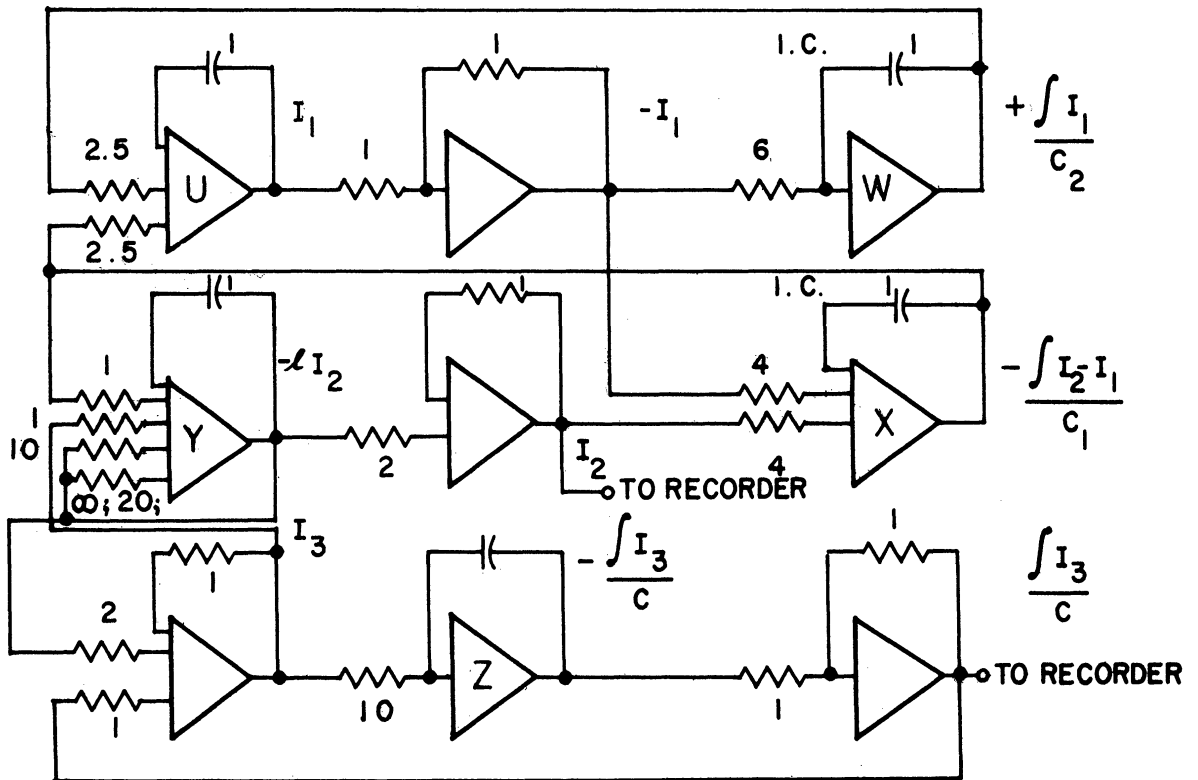 1
1
I.C. 1
I₁
-I₁
+∫I₁
C₂
2.5
1
6
U
W
2.5
1
1
I.C. 1
-ℓI₂
1
1
10
Y
4
-∫I₂-I₁
C₁
X
2
I₂
4
TO RECORDER
∞; 20;
I₃
1
-∫I₃
C
1
∫I₃
C
2
Z
TO RECORDER
1
10
1